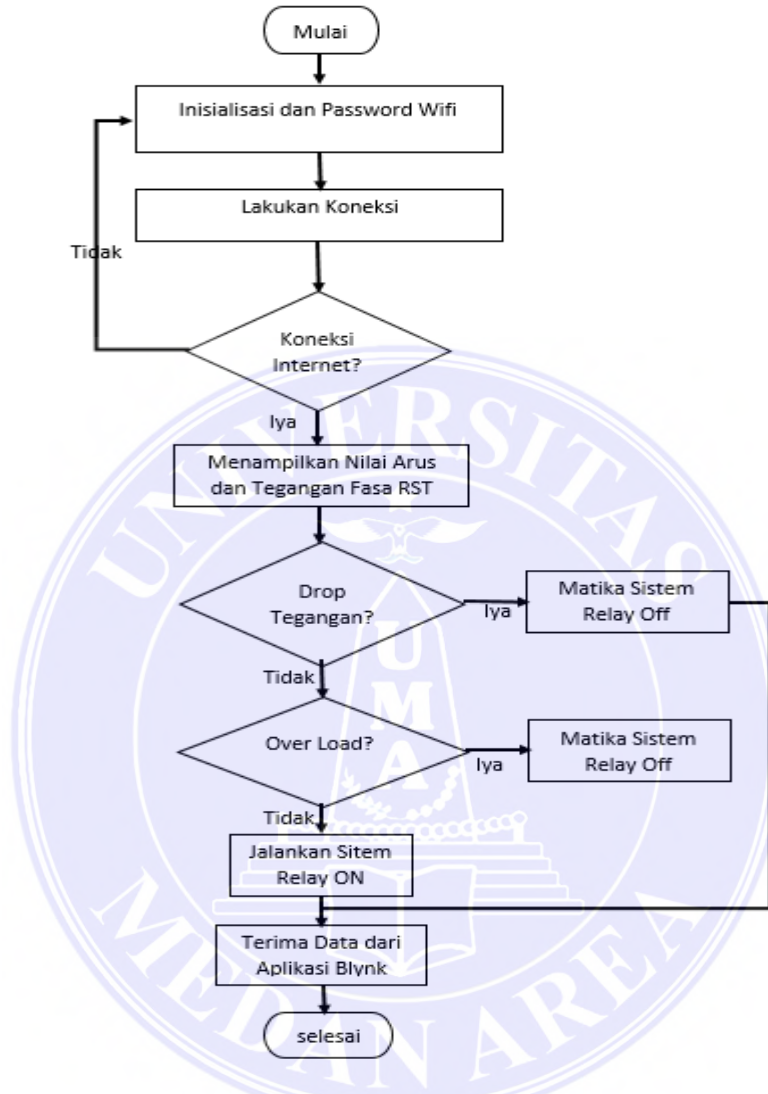 Mulai
Inisialisasi dan Password Wifi
Lakukan Koneksi
Tidak
Koneksi
Internet?
Iya
Menampilkan Nilai Arus
dan Tegangan Fasa RST
Drop
Tegangan?
Iya
Matika Sistem
Relay Off
Tidak
Over Load?
Iya
Matika Sistem
Relay Off
Tidak
Jalankan Sitem
Relay ON
Terima Data dari
Aplikasi Blynk
selesai
UNIVERSITAS
UMA
MEDAN AREA